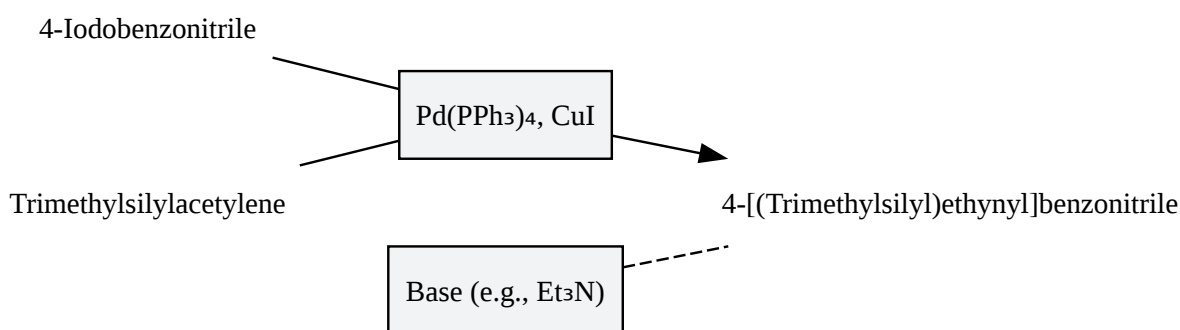 4-Iodobenzonitrile
Pd(PPh₃)₄, CuI
Trimethylsilylacetylene
4-[(Trimethylsilyl)ethynyl]benzonitrile
Base (e.g., Et₃N)